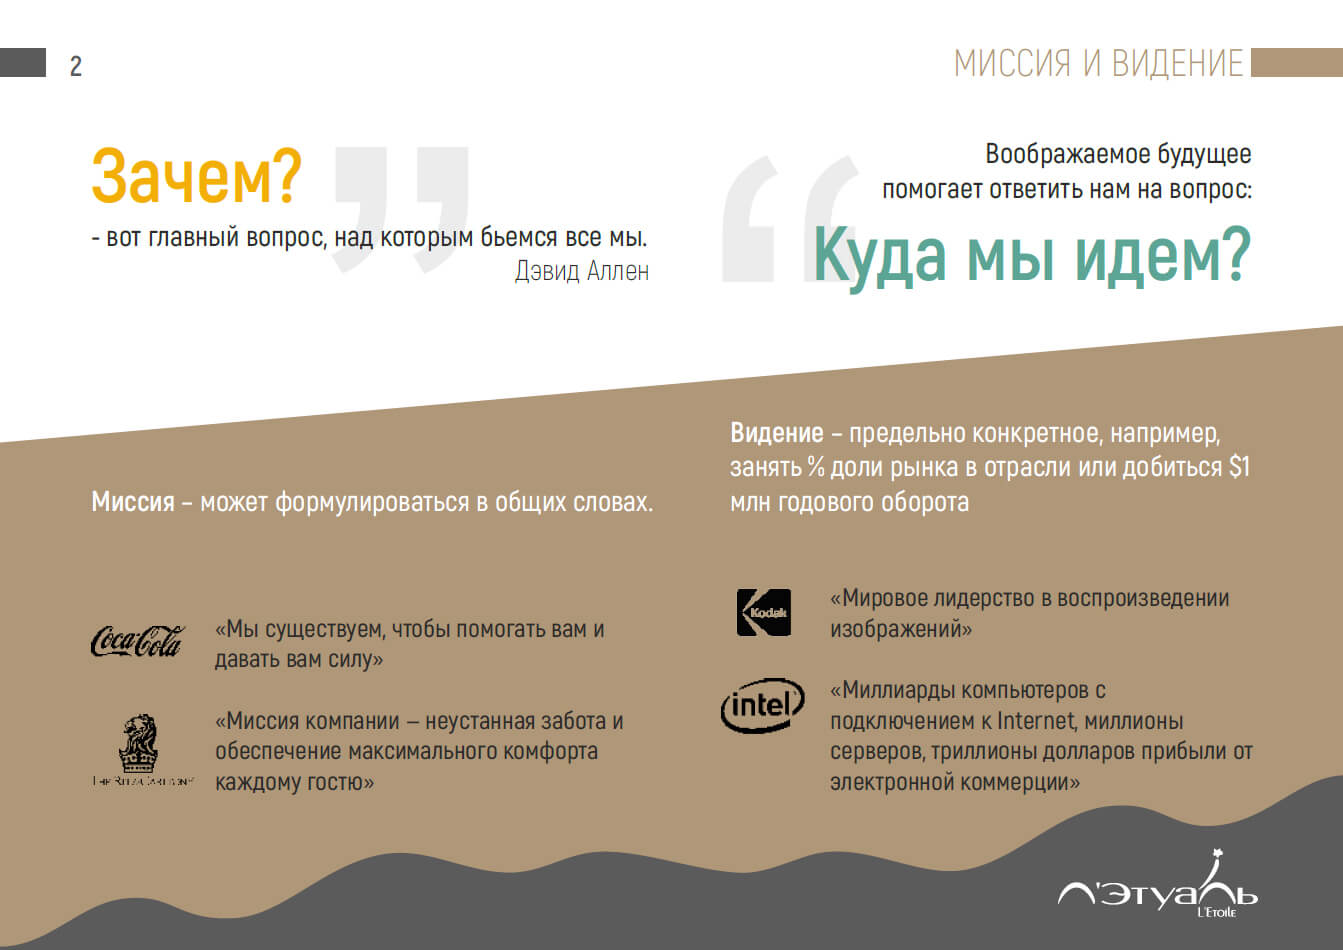 2
МИССИЯ И ВИДЕНИЕ
Зачем?
- вот главный вопрос, над которым бьемся все мы.
Дэвид Аллен
Воображаемое будущее
помогает ответить нам на вопрос:
Куда мы идем?
Миссия – может формулироваться в общих словах.
Coca-Cola
«Мы существуем, чтобы помогать вам и
давать вам силу»
«Миссия компании – неустанная забота и
обеспечение максимального комфорта
каждому гостю»
Видение – предельно конкретное, например,
занять % доли рынка в отрасли или добиться $1
млн годового оборота
Kodak
«Мировое лидерство в воспроизведении
изображений»
intel
«Миллиарды компьютеров с
подключением к Internet, миллионы
серверов, триллионы долларов прибыли от
электронной коммерции»
Л'Этуаль
L'Etoile